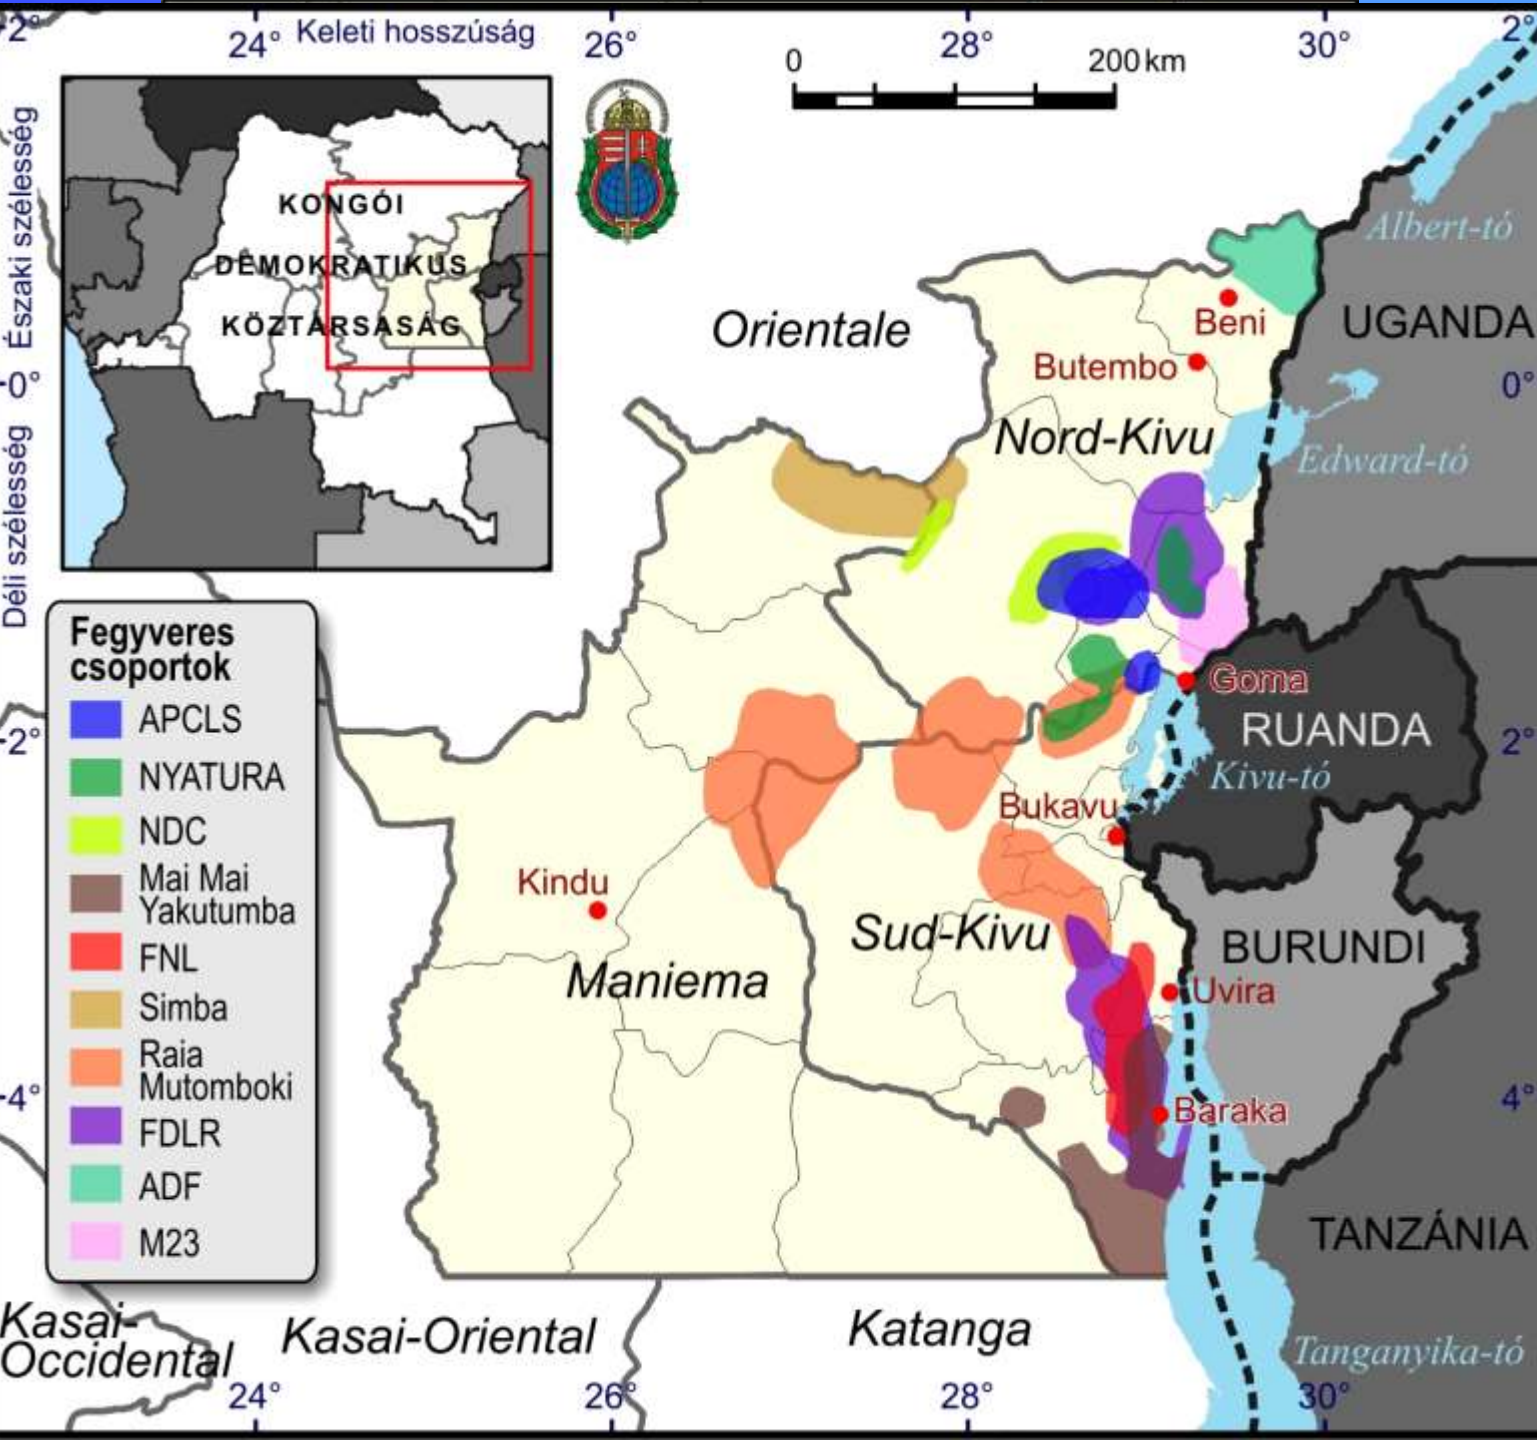 2°
24°
Keleti hosszúság
26°
28°
30°
2°
0
200 km
Északi szélesség
Déli szélesség
0°
2°
4°
KONGÓI
DEMOKRATIKUS
KÖZTÁRSASÁG
Albert-tó
Orientale
Beni
UGANDA
Butembo
0°
Nord-Kivu
Edward-tó
Fegyveres
csoportok
APCLS
NYATURA
NDC
Mai Mai
Yakutumba
FNL
Simba
Raia
Mutomboki
FDLR
ADF
M23
Goma
RUANDA
2°
Kivu-tó
Bukavu
Kindu
Sud-Kivu
BURUNDI
Maniema
Uvira
Baraka
4°
TANZÁNIA
Kasai-
Occidental
Kasai-Oriental
Katanga
Tanganyika-tó
24°
26°
28°
30°